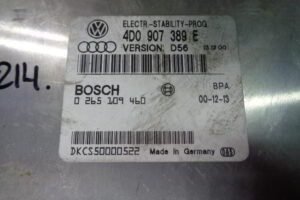 ELECTR.-STABILITY-PROG.
4D0 907 389 E
VERSION: D56
214.
BOSCH
0 265 109 460
BPA
00-12-13
DKCS50000522 Made in Germany